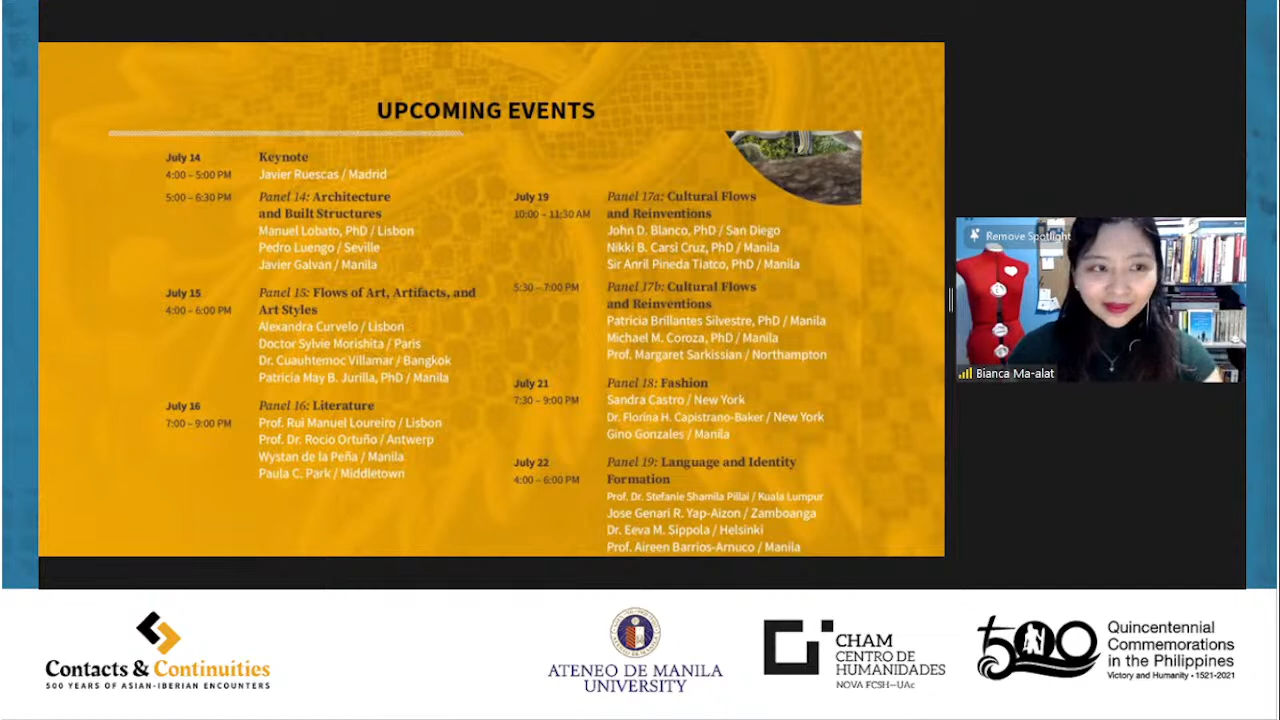 UPCOMING EVENTS
July 14
4:00 – 5:00 PM
Keynote
Javier Ruescas / Madrid
5:00 – 6:30 PM
Panel 14: Architecture
and Built Structures
Manuel Lobato, PhD / Lisbon
Pedro Luengo / Seville
Javier Galvan / Manila
July 15
4:00 – 6:00 PM
Panel 15: Flows of Art, Artifacts, and
Art Styles
Alexandra Curvelo / Lisbon
Doctor Sylvie Morishita / Paris
Dr. Cuauhtemoc Villamar / Bangkok
Patricia May B. Jurilla, PhD / Manila
July 16
7:00 – 9:00 PM
Panel 16: Literature
Prof. Rui Manuel Loureiro / Lisbon
Prof. Dr. Rocio Ortuño / Antwerp
Wystan de la Peña / Manila
Paula C. Park / Middletown
July 19
10:00 – 11:30 AM
Panel 17a: Cultural Flows
and Reinventions
John D. Blanco, PhD / San Diego
Nikki B. Carsi Cruz, PhD / Manila
Sir Anril Pineda Tiatco, PhD / Manila
5:30 – 7:00 PM
Panel 17b: Cultural Flows
and Reinventions
Patricia Brillantes Silvestre, PhD / Manila
Michael M. Coroza, PhD / Manila
Prof. Margaret Sarkissian / Northampton
July 21
7:30 – 9:00 PM
Panel 18: Fashion
Sandra Castro / New York
Dr. Florina H. Capistrano-Baker / New York
Gino Gonzales / Manila
July 22
4:00 – 6:00 PM
Panel 19: Language and Identity
Formation
Prof. Dr. Stefanie Shamila Pillai / Kuala Lumpur
Jose Genari R. Yap-Aizon / Zamboanga
Dr. Eeva M. Sippola / Helsinki
Prof. Aireen Barrios-Arnuco / Manila
Remove Spotlight
Bianca Ma-alat
Contacts & Continuities
500 YEARS OF ASIAN-IBERIAN ENCOUNTERS
ATENEO DE MANILA
UNIVERSITY
CHAM
CENTRO DE
HUMANIDADES
NOVA FCSH—UAc
500
Quincentennial
Commemorations
in the Philippines
Victory and Humanity • 1521-2021